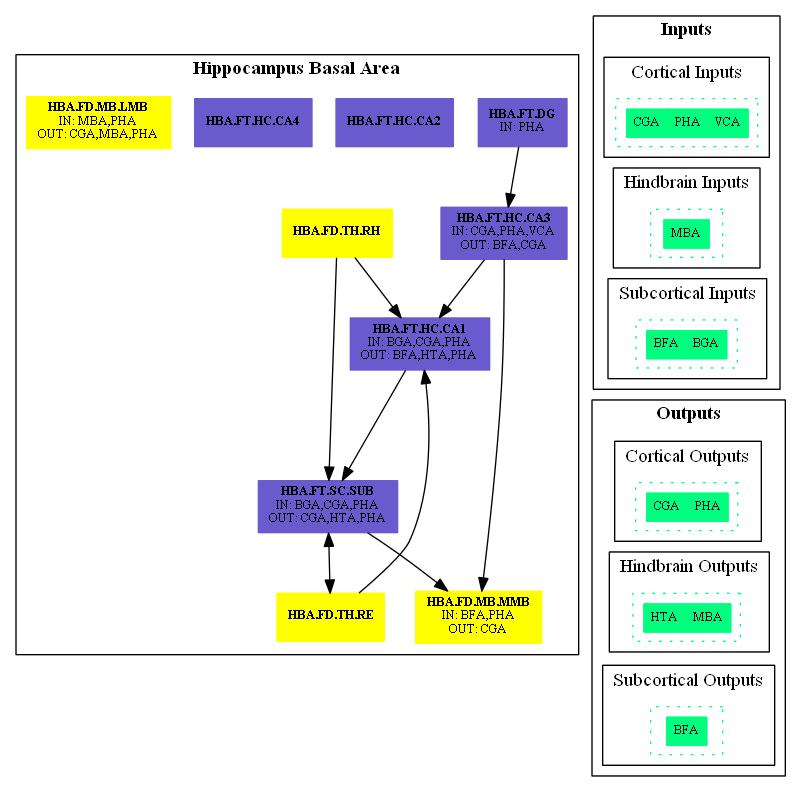 Hippocampus Basal Area
HBA.FD.MB.LMB
IN: MBA,PHA
OUT: CGA,MBA,PHA
HBA.FT.HC.CA4
HBA.FT.HC.CA2
HBA.FT.DG
IN: PHA
HBA.FD.TH.RH
HBA.FT.HC.CA3
IN: CGA,PHA,VCA
OUT: BFA,CGA
HBA.FT.HC.CA1
IN: BGA,CGA,PHA
OUT: BFA,HTA,PHA
HBA.FT.SC.SUB
IN: BGA,CGA,PHA
OUT: CGA,HTA,PHA
HBA.FD.TH.RE
HBA.FD.MB.MMB
IN: BFA,PHA
OUT: CGA
Inputs
Cortical Inputs
CGA PHA VCA
Hindbrain Inputs
MBA
Subcortical Inputs
BFA BGA
Outputs
Cortical Outputs
CGA PHA
Hindbrain Outputs
HTA MBA
Subcortical Outputs
BFA